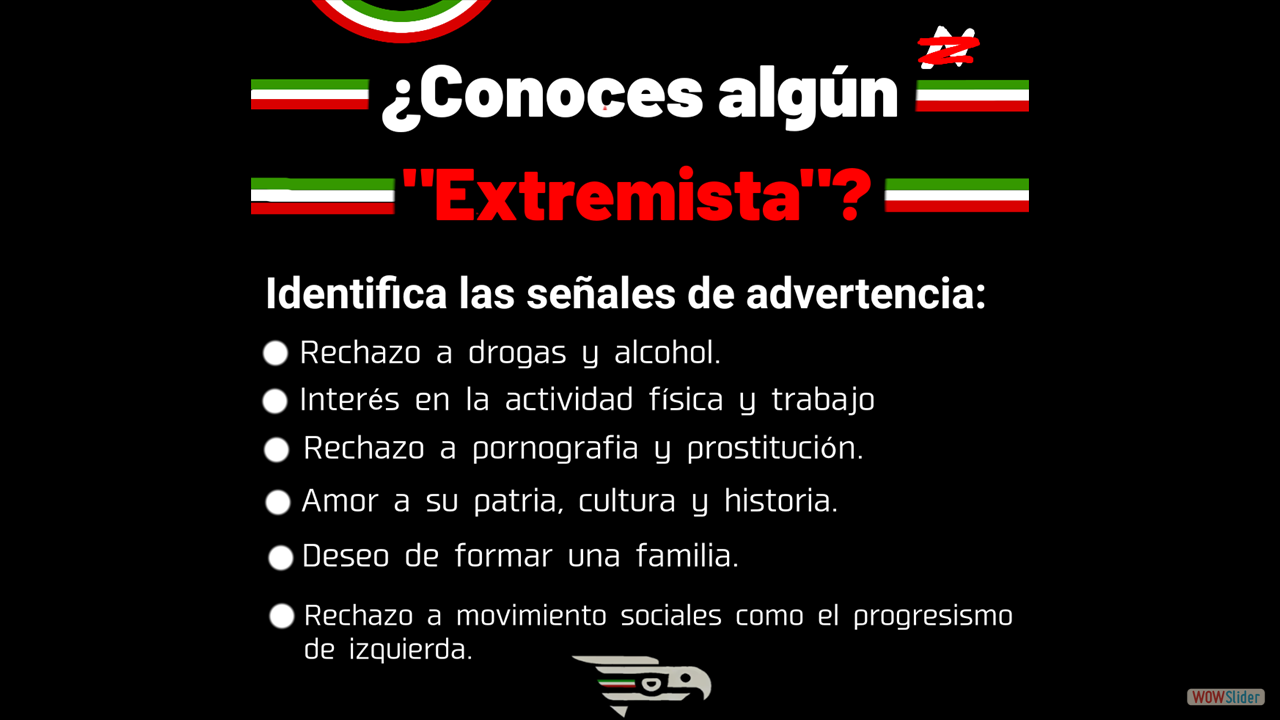 ¿Conoces algún
"Extremista"?
Identifica las señales de advertencia:
Rechazo a drogas y alcohol.
Interés en la actividad física y trabajo
Rechazo a pornografia y prostitución.
Amor a su patria, cultura y historia.
Deseo de formar una familia.
Rechazo a movimiento sociales como el progresismo
de izquierda.
WOWSlider